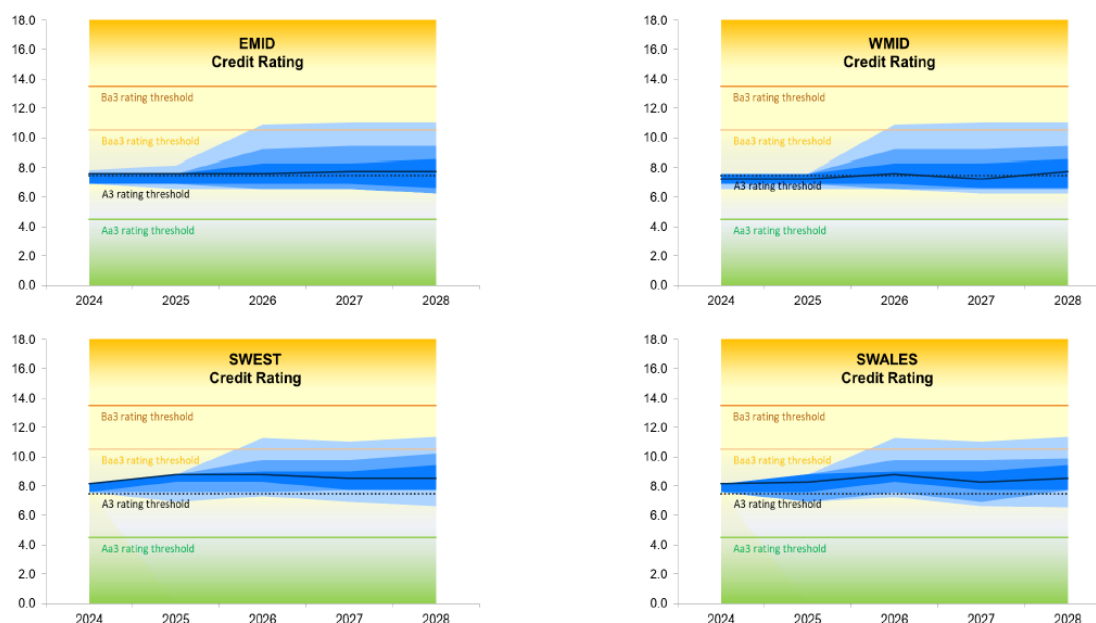 18.0
16.0
14.0
12.0
10.0
8.0
6.0
4.0
2.0
0.0
EMID
Credit Rating
Ba3 rating threshold
Baa3 rating threshold
A3 rating threshold
Aa3 rating threshold
2024 2025 2026 2027 2028
18.0
16.0
14.0
12.0
10.0
8.0
6.0
4.0
2.0
0.0
WMID
Credit Rating
Ba3 rating threshold
Baa3 rating threshold
A3 rating threshold
Aa3 rating threshold
2024 2025 2026 2027 2028
18.0
16.0
14.0
12.0
10.0
8.0
6.0
4.0
2.0
0.0
SWEST
Credit Rating
Ba3 rating threshold
Baa3 rating threshold
A3 rating threshold
Aa3 rating threshold
2024 2025 2026 2027 2028
18.0
16.0
14.0
12.0
10.0
8.0
6.0
4.0
2.0
0.0
SWALES
Credit Rating
Ba3 rating threshold
Baa3 rating threshold
A3 rating threshold
Aa3 rating threshold
2024 2025 2026 2027 2028